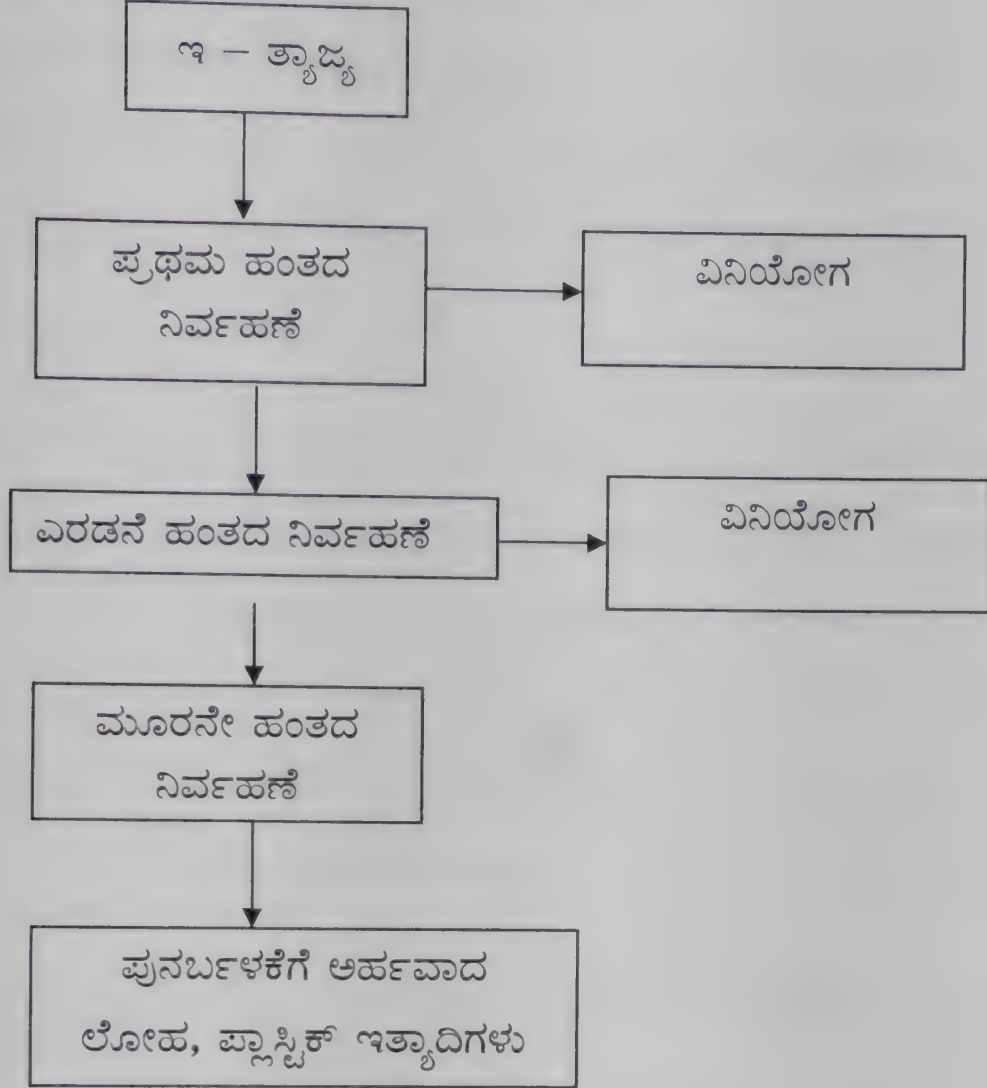 ಇ – ತ್ಯಾಜ್ಯ
ಪ್ರಥಮ ಹಂತದ
ನಿರ್ವಹಣೆ
ವಿನಿಯೋಗ
ಎರಡನೆ ಹಂತದ ನಿರ್ವಹಣೆ
ವಿನಿಯೋಗ
ಮೂರನೇ ಹಂತದ
ನಿರ್ವಹಣೆ
ಪುನರ್ಬಳಕೆಗೆ ಅರ್ಹವಾದ
ಲೋಹ, ಪ್ಲಾಸ್ಟಿಕ್ ಇತ್ಯಾದಿಗಳು